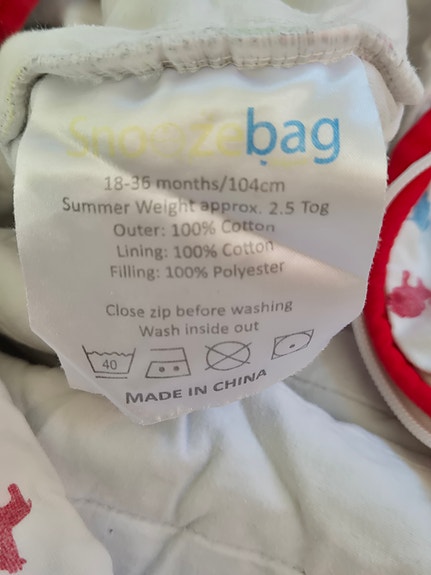 Snoozebag
18-36 months/104cm
Summer Weight approx. 2.5 Tog
Outer: 100% Cotton
Lining: 100% Cotton
Filling: 100% Polyester
Close zip before washing
Wash inside out
40
MADE IN CHINA